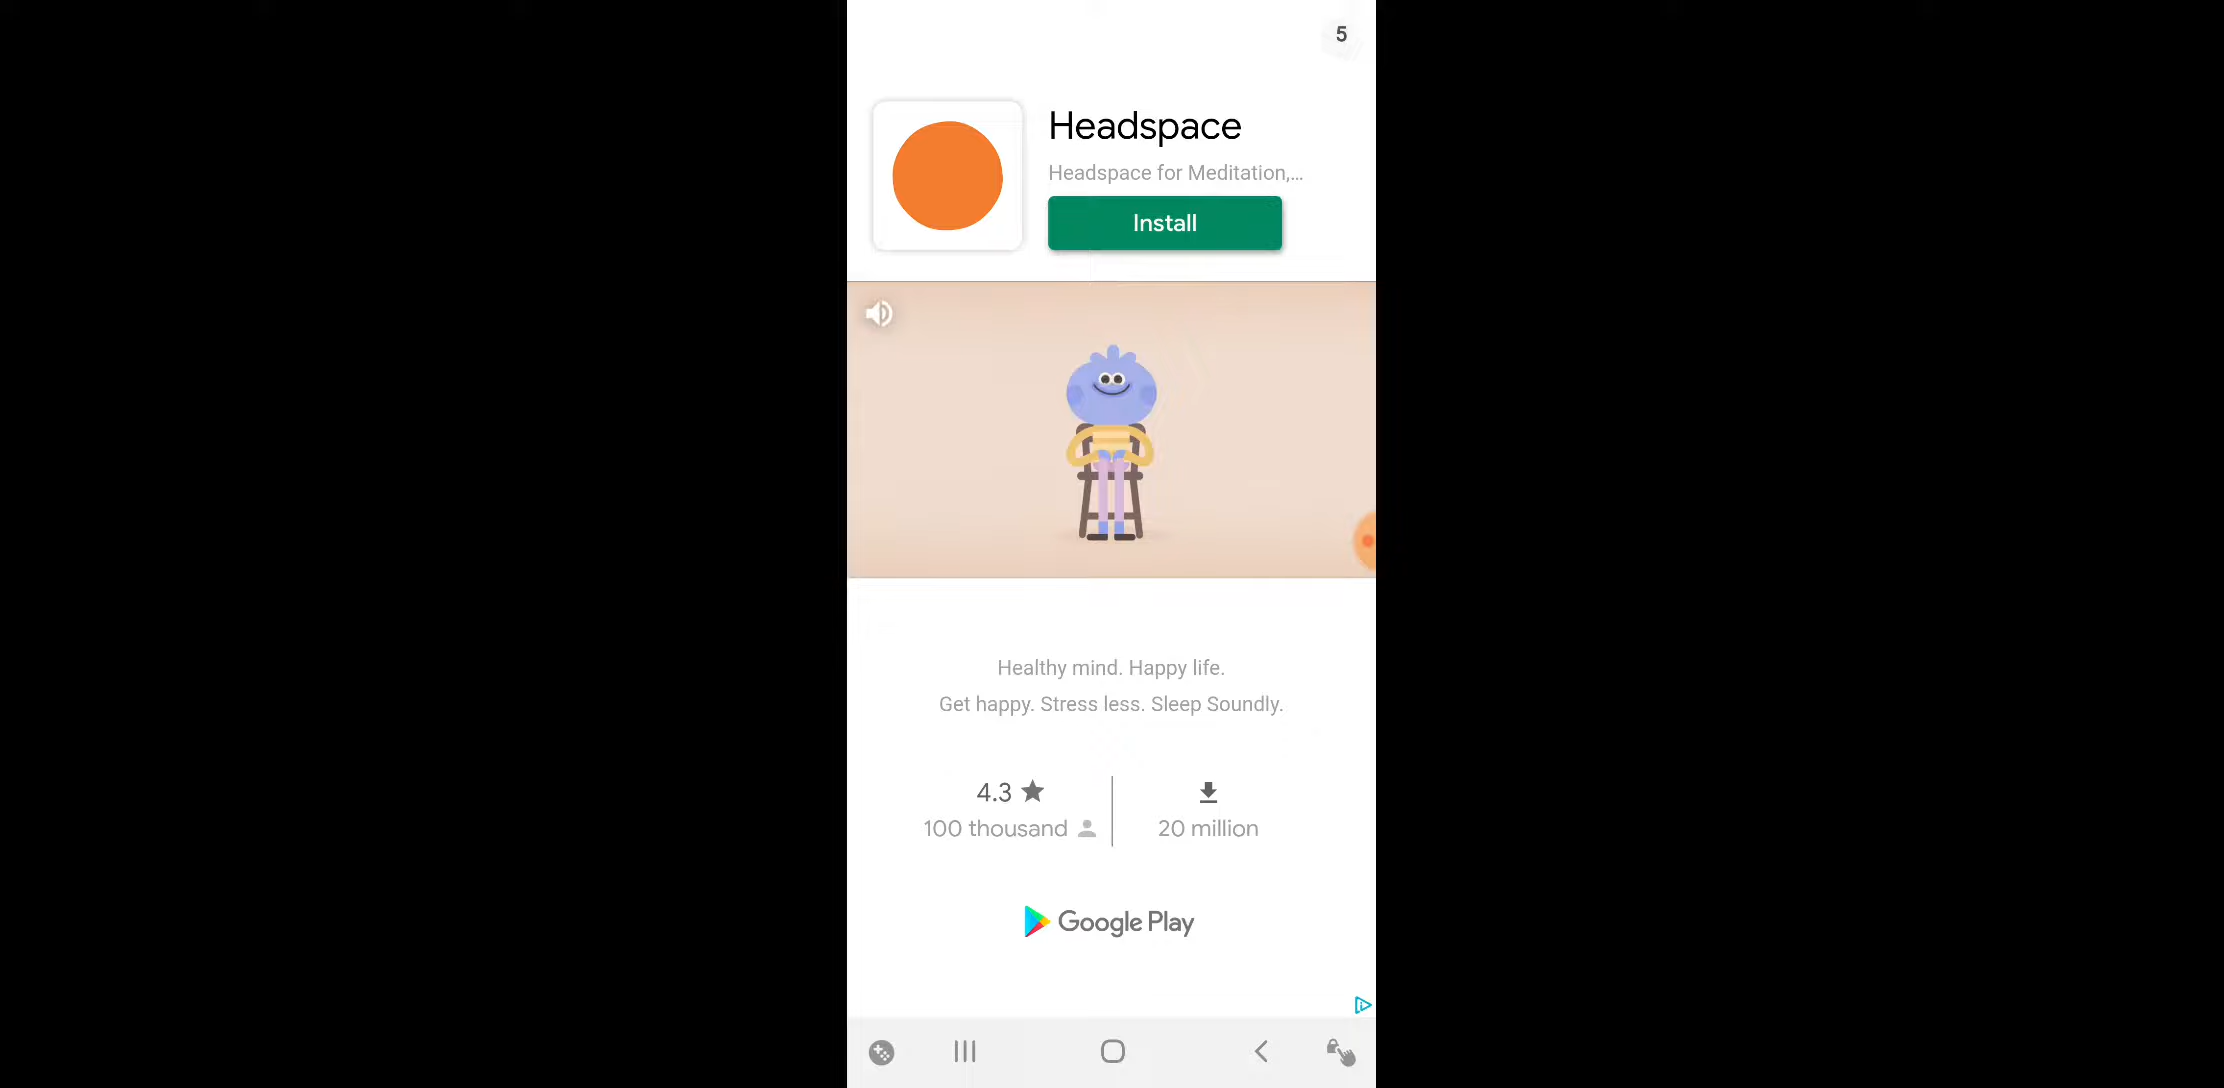 5
Headspace
Headspace for Meditation,...
Install
Healthy mind. Happy life.
Get happy. Stress less. Sleep Soundly.
4.3
100 thousand
20 million
Google Play